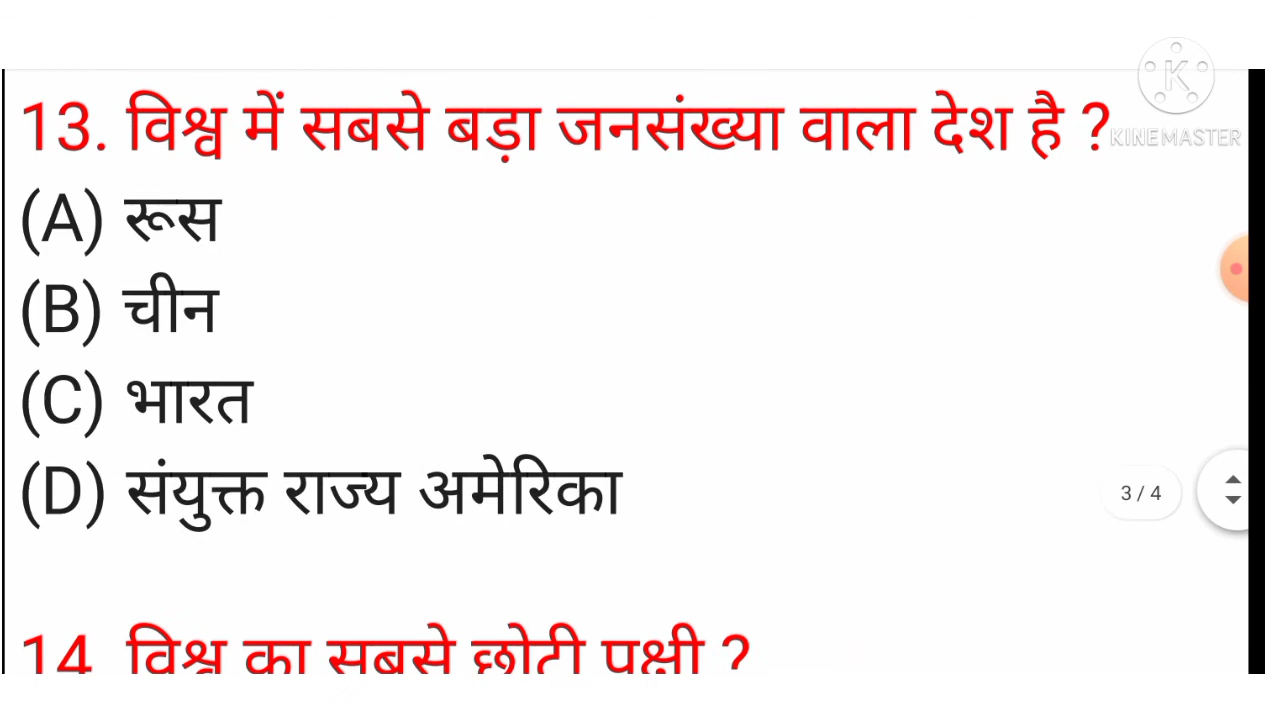 13. विश्व में सबसे बड़ा जनसंख्या वाला देश है ?
KINEMASTER
(A) रूस
(B) चीन
(C) भारत
(D) संयुक्त राज्य अमेरिका
3 / 4
14. विश्व का सबसे छोटी पक्षी ?